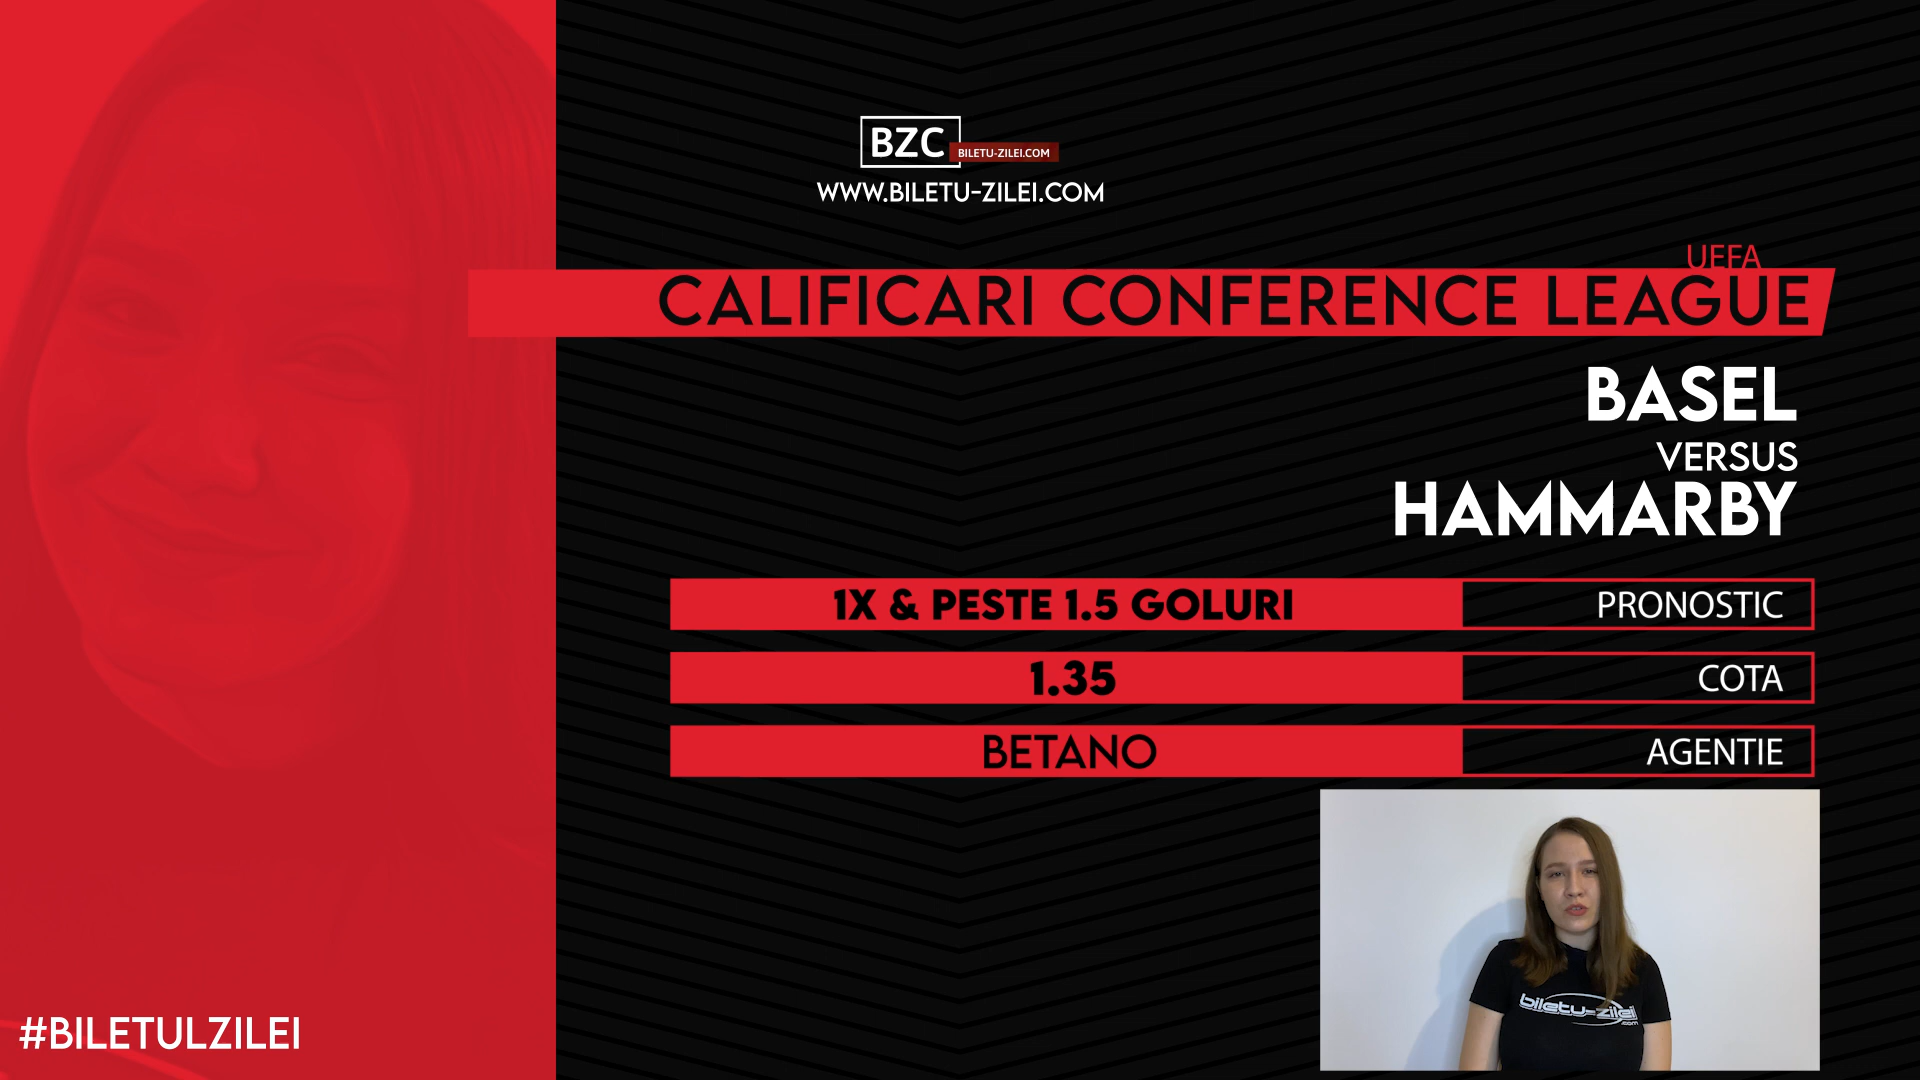 BZC
BILETU-ZILEI.COM
WWW.BILETU-ZILEI.COM
UEFA
CALIFICARI CONFERENCE LEAGUE
BASEL
VERSUS
HAMMARBY
1X & PESTE 1.5 GOLURI PRONOSTIC
1.35 COTA
BETANO AGENTIE
biletu-zilei
.com
#BILETULZILEI